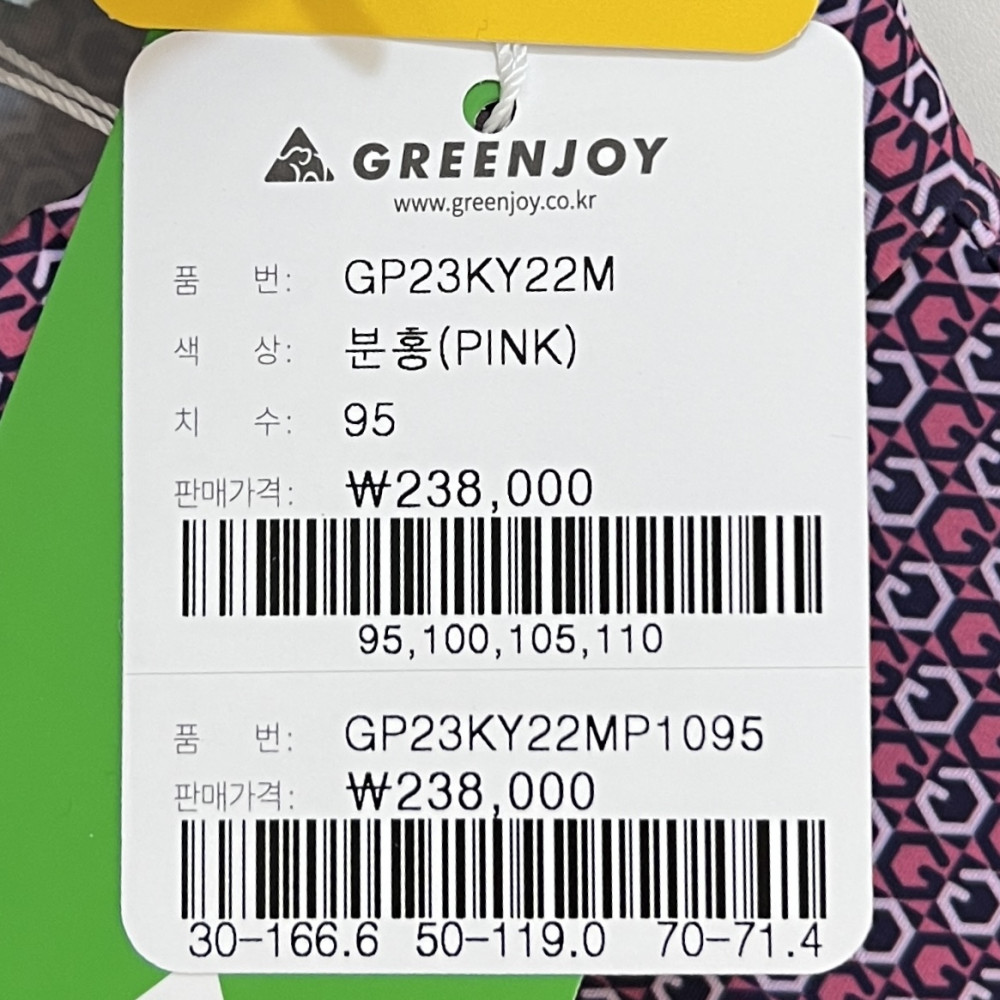 GREENJOY
www.greenjoy.co.kr
품 번: GP23KY22M
색 상: 분홍(PINK)
치 수: 95
판매가격: ₩238,000
95,100,105,110
품 번: GP23KY22MP1095
판매가격: ₩238,000
30-166.6 50-119.0 70-71.4